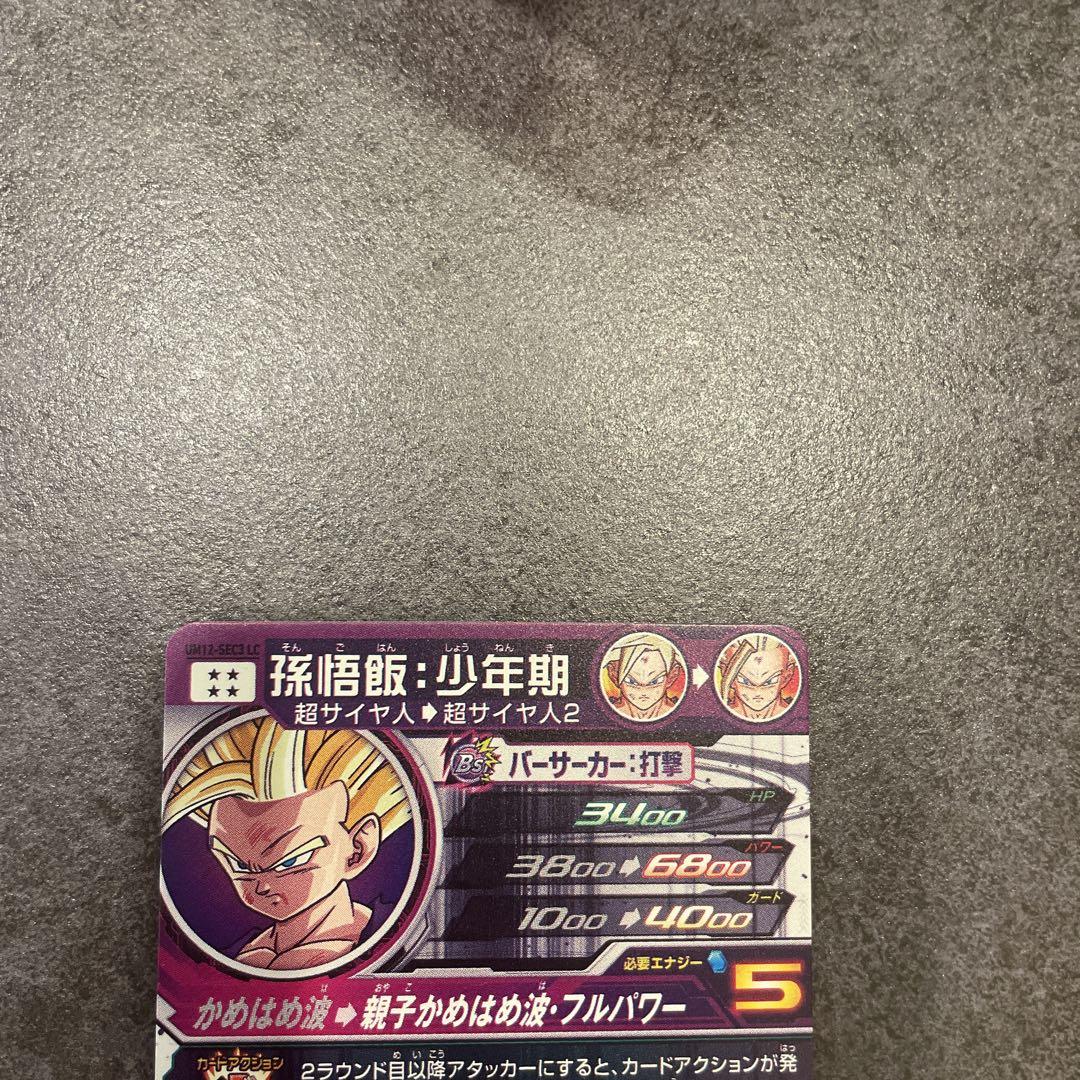 UM12-SEC3 LC
孫悟飯:少年期
そん ご はん しょう ねん き
超サイヤ人➡超サイヤ人2
Bs バーサーカー:打撃
HP
3400
パワー
3800➡6800
カード
1000➡4000
必要エナジー 5
かめはめ波➡親子かめはめ波・フルパワー
は おや こ は
カードアクション
2ラウンド目以降アタッカーにすると、カードアクションが発
め い こう はつ